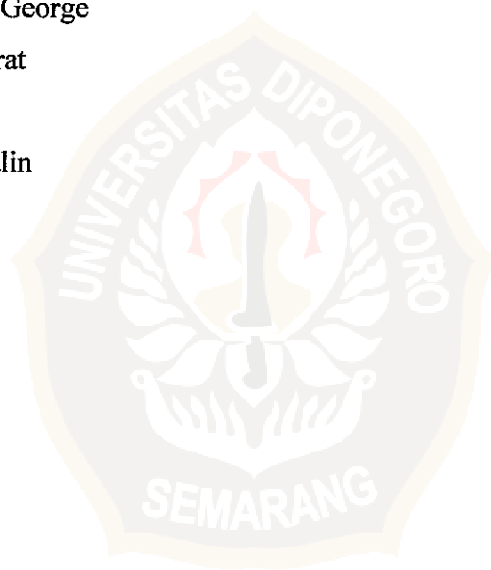 George
rat
lin
UNIVERSITAS DIPONEGORO
SEMARANG